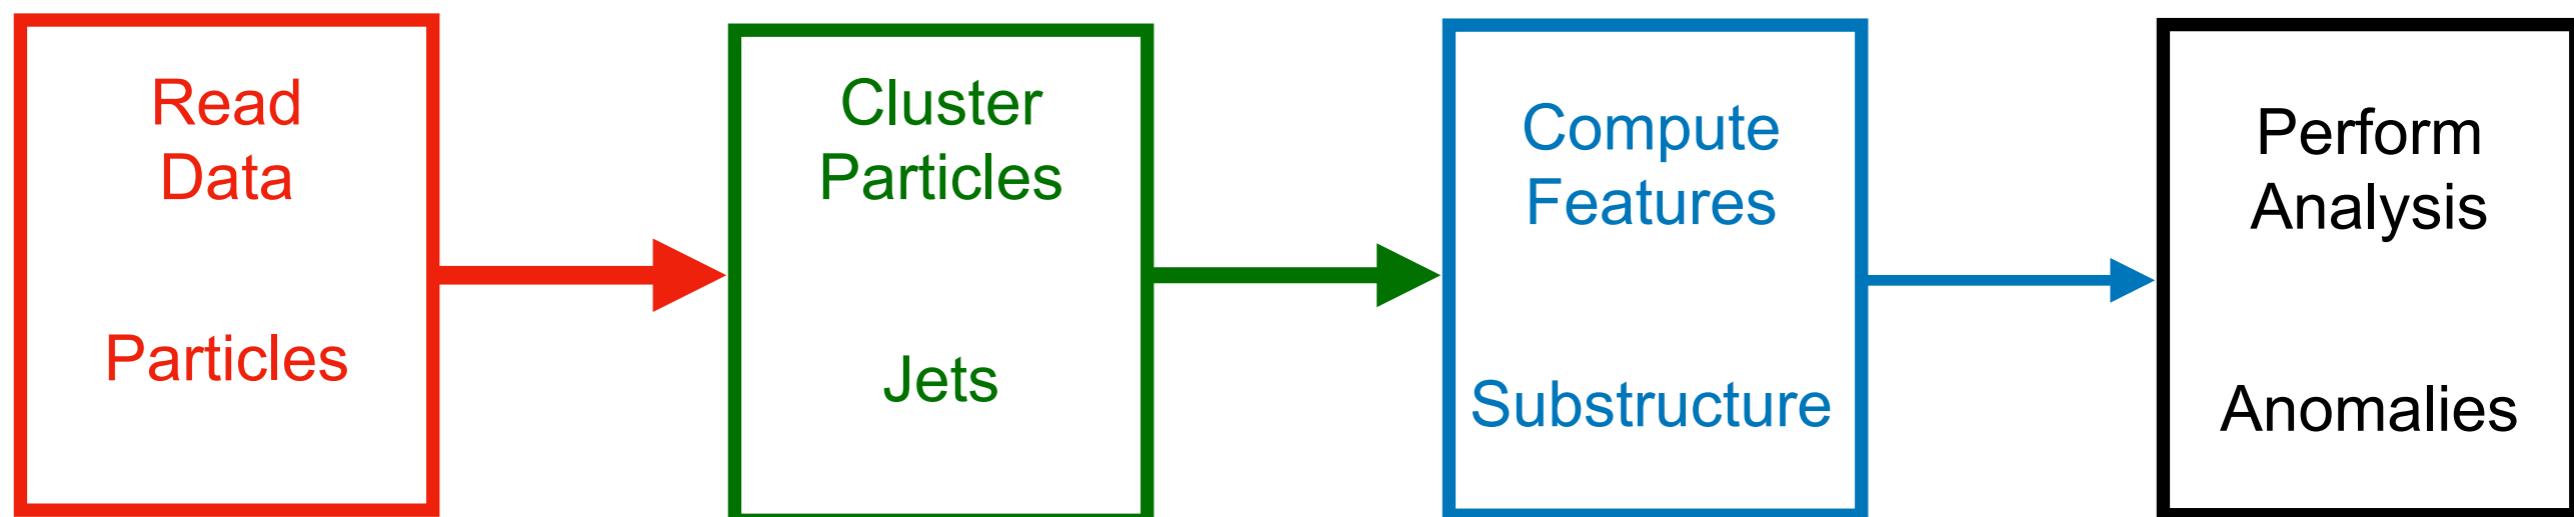 Read
Data
Particles
Cluster
Particles
Jets
Compute
Features
Substructure
Perform
Analysis
Anomalies